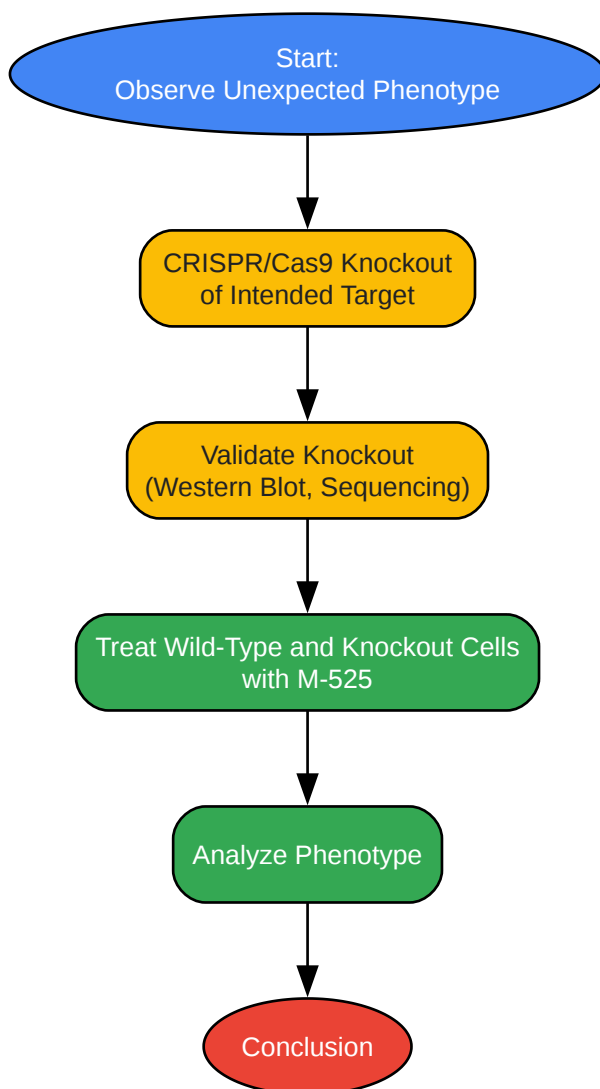 Start:
Observe Unexpected Phenotype
CRISPR/Cas9 Knockout
of Intended Target
Validate Knockout
(Western Blot, Sequencing)
Treat Wild-Type and Knockout Cells
with M-525
Analyze Phenotype
Conclusion